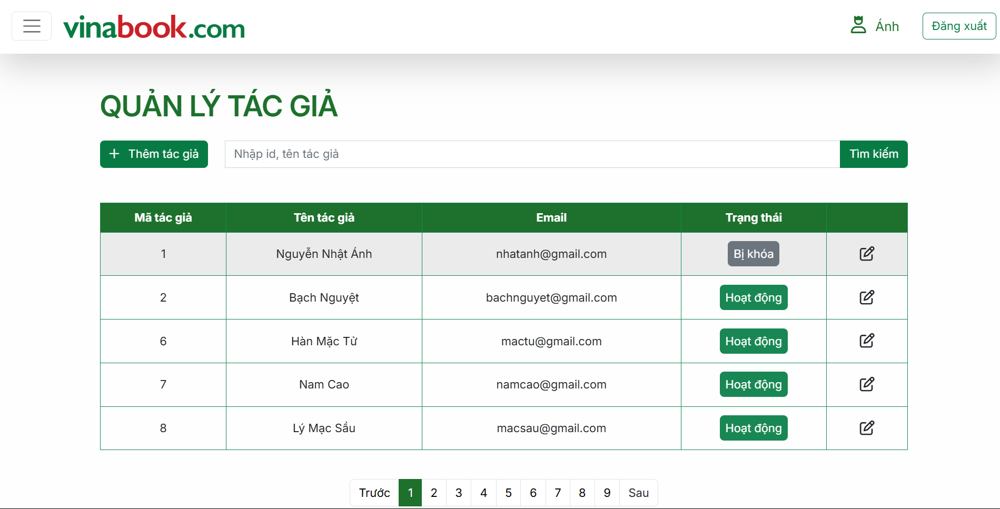 vinabook.com
Ánh
Đăng xuất
QUẢN LÝ TÁC GIẢ
Thêm tác giả
Nhập id, tên tác giả
Tìm kiếm
Mã tác giả Tên tác giả Email Trạng thái
1 Nguyễn Nhật Ánh nhatanh@gmail.com Bị khóa
2 Bạch Nguyệt bachnguyet@gmail.com Hoạt động
6 Hàn Mặc Tử mactu@gmail.com Hoạt động
7 Nam Cao namcao@gmail.com Hoạt động
8 Lý Mạc Sầu macsau@gmail.com Hoạt động
Trước 1 2 3 4 5 6 7 8 9 Sau